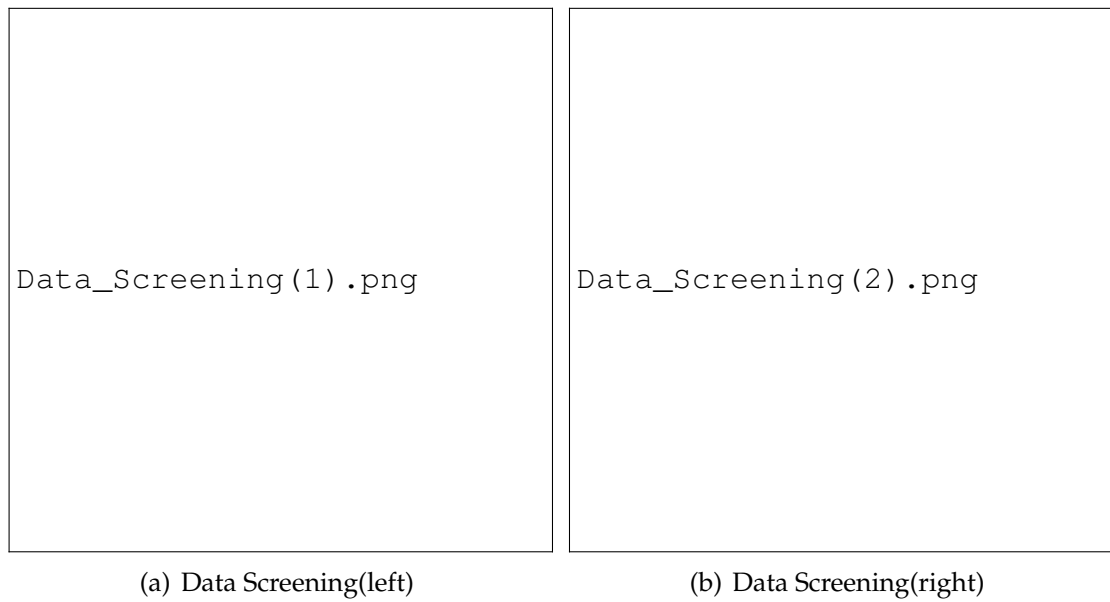 Data_Screening(1).png
Data_Screening(2).png
(a) Data Screening(left)
(b) Data Screening(right)